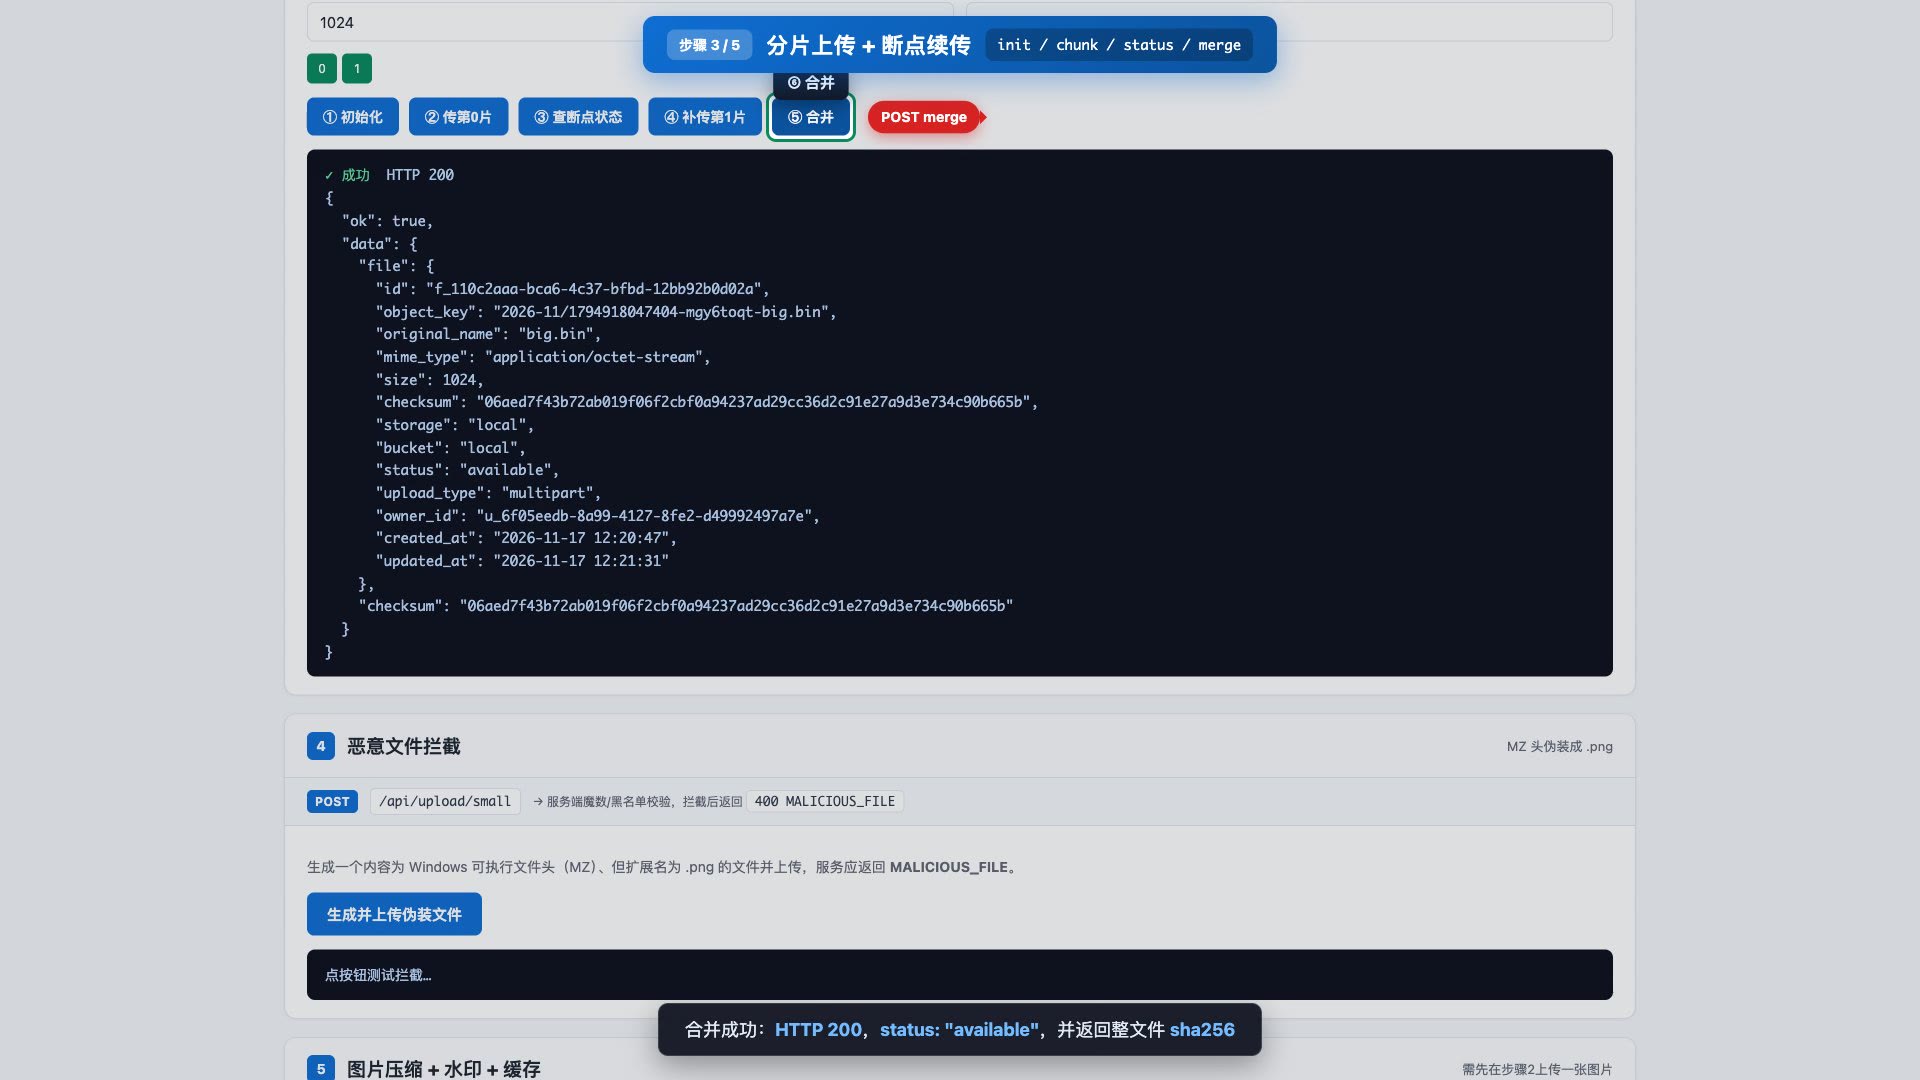 1024
步骤 3 / 5 分片上传 + 断点续传 init / chunk / status / merge
0 1
⑥ 合并
① 初始化 ② 传第0片 ③ 查断点状态 ④ 补传第1片 ⑤ 合并 POST merge
✓ 成功 HTTP 200
{
"ok": true,
"data": {
"file": {
"id": "f_110c2aaa-bca6-4c37-bfbd-12bb92b0d02a",
"object_key": "2026-11/1794918047404-mgy6toqt-big.bin",
"original_name": "big.bin",
"mime_type": "application/octet-stream",
"size": 1024,
"checksum": "06aed7f43b72ab019f06f2cbf0a94237ad29cc36d2c91e27a9d3e734c90b665b",
"storage": "local",
"bucket": "local",
"status": "available",
"upload_type": "multipart",
"owner_id": "u_6f05eedb-8a99-4127-8fe2-d49992497a7e",
"created_at": "2026-11-17 12:20:47",
"updated_at": "2026-11-17 12:21:31"
},
"checksum": "06aed7f43b72ab019f06f2cbf0a94237ad29cc36d2c91e27a9d3e734c90b665b"
}
}
4 恶意文件拦截 MZ 头伪装成 .png
POST /api/upload/small → 服务端魔数/黑名单校验，拦截后返回 400 MALICIOUS_FILE
生成一个内容为 Windows 可执行文件头（MZ）、但扩展名为 .png 的文件并上传，服务应返回 MALICIOUS_FILE。
生成并上传伪装文件
点按钮测试拦截…
合并成功：HTTP 200，status: "available"，并返回整文件 sha256
5 图片压缩 + 水印 + 缓存 需先在步骤2上传一张图片